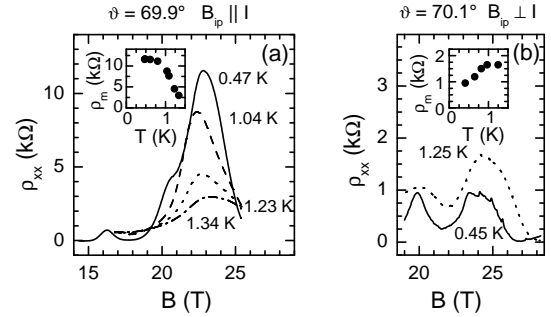 ϑ = 69.9° B_ip || I
ϑ = 70.1° B_ip ⊥ I
(a)
ρ_xx (kΩ)
10
5
0
15 20 25
B (T)
ρ_m (kΩ)
10
5
0
0 1
T (K)
0.47 K
1.04 K
1.23 K
1.34 K
(b)
ρ_xx (kΩ)
3
2
1
0
20 25
B (T)
ρ_m (kΩ)
2
1
0
0 1
T (K)
1.25 K
0.45 K